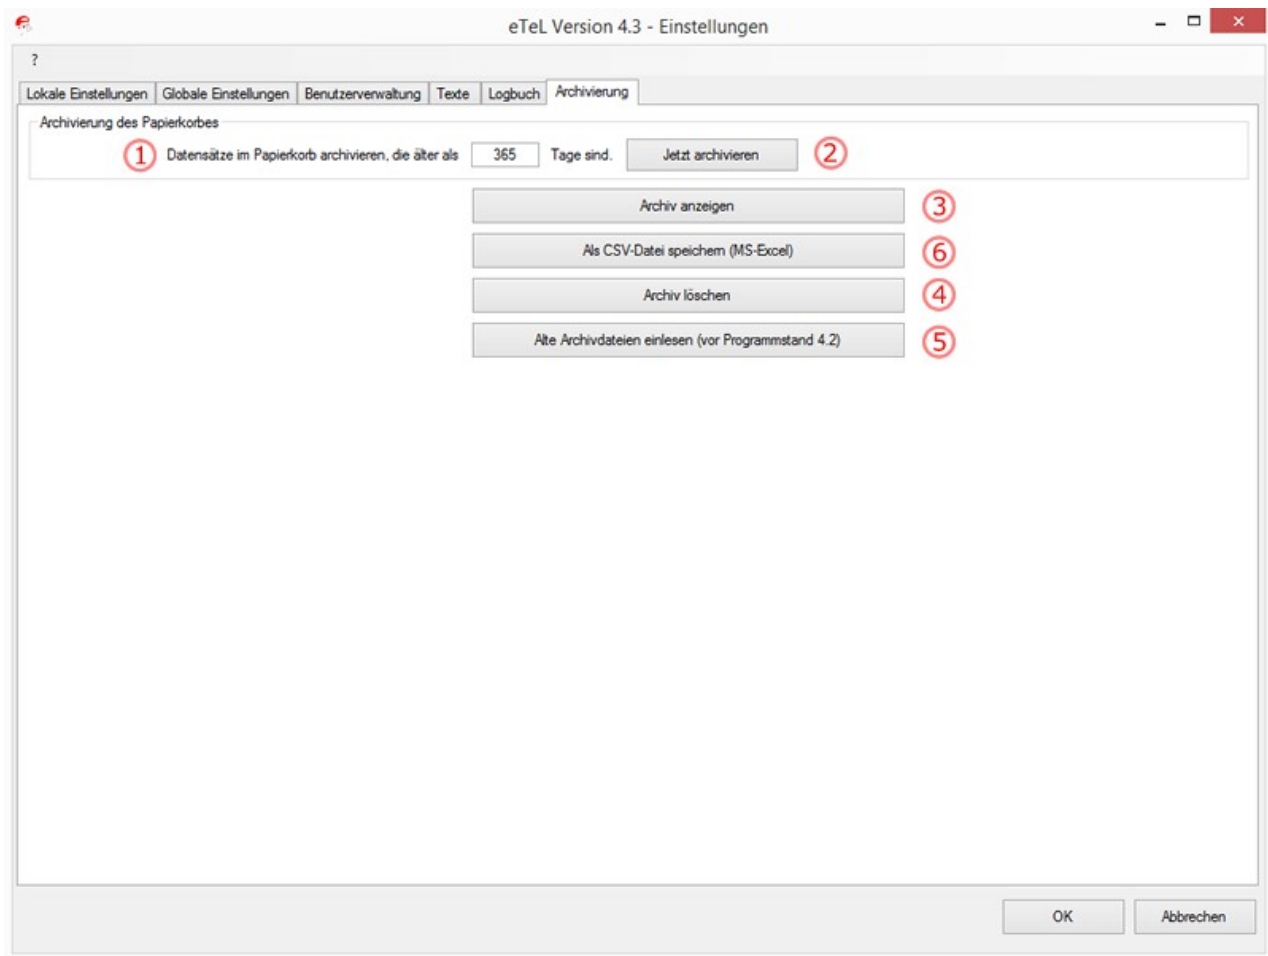 eTeL Version 4.3 - Einstellungen
?
Lokale Einstellungen Globale Einstellungen Benutzerverwaltung Texte Logbuch Archivierung
Archivierung des Papierkorbes
1 Datensätze im Papierkorb archivieren, die älter als 365 Tage sind. Jetzt archivieren 2
Archiv anzeigen 3
Als CSV-Datei speichern (MS-Excel) 6
Archiv löschen 4
Alte Archivdateien einlesen (vor Programmstand 4.2) 5
OK Abbrechen